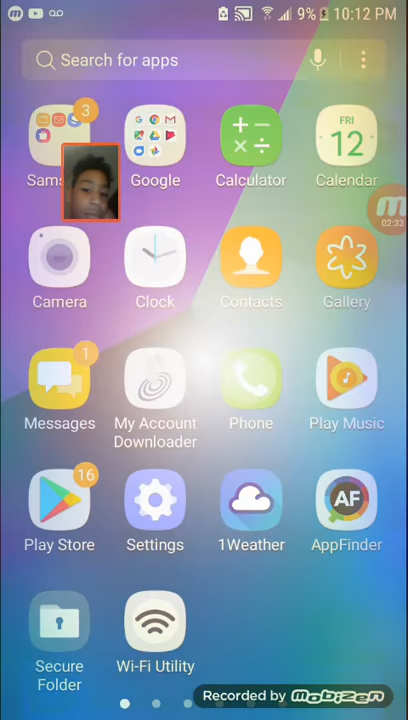 9% 10:12 PM
Search for apps
3
Samsung
Google
Calculator
FRI
12
Calendar
02:33
Camera
Clock
Contacts
Gallery
1
Messages
My Account
Downloader
Phone
Play Music
16
Play Store
Settings
1Weather
AF
AppFinder
Secure
Folder
Wi-Fi Utility
Recorded by mobizen